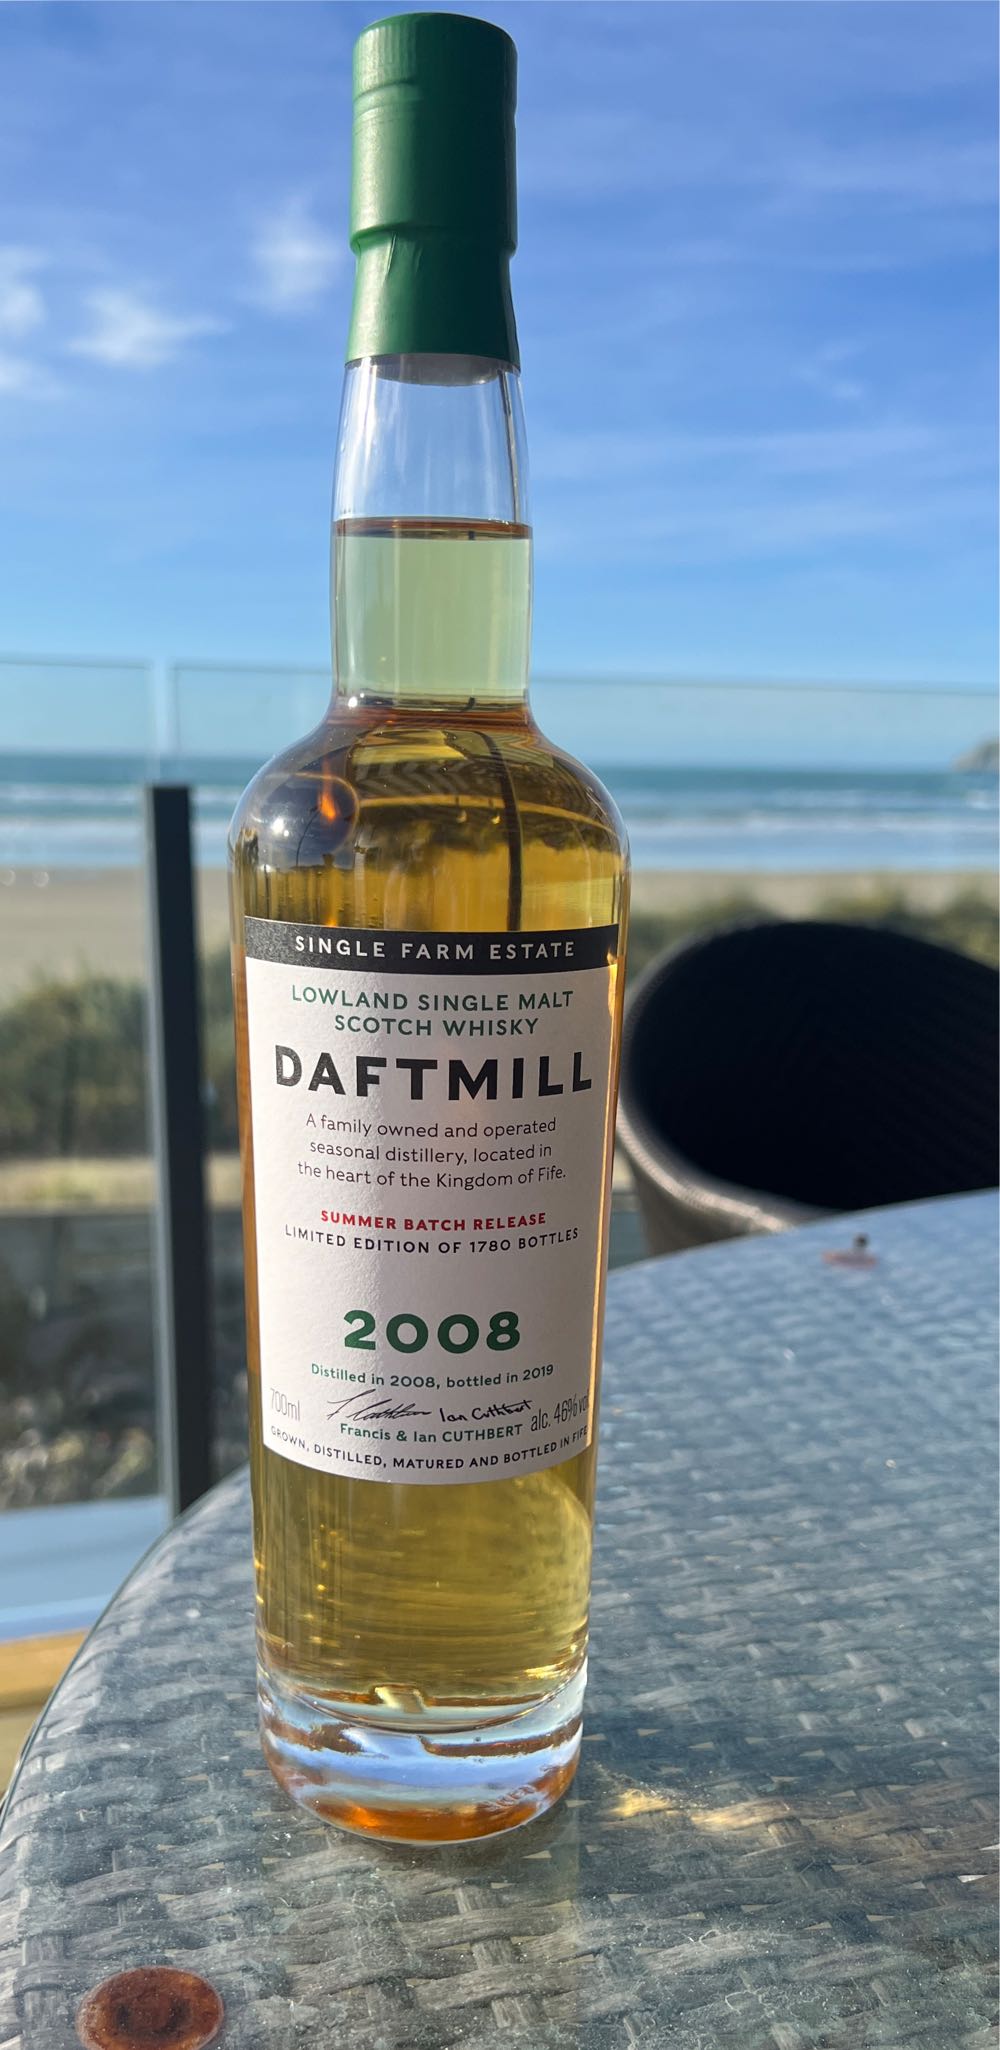 SINGLE FARM ESTATE
LOWLAND SINGLE MALT
SCOTCH WHISKY
DAFTMILL
A family owned and operated
seasonal distillery, located in
the heart of the Kingdom of Fife.
SUMMER BATCH RELEASE
LIMITED EDITION OF 1780 BOTTLES
2008
Distilled in 2008, bottled in 2019
700ml Ian Cuthbert alc. 46% vol
Francis & Ian CUTHBERT
GROWN, DISTILLED, MATURED AND BOTTLED IN FIFE